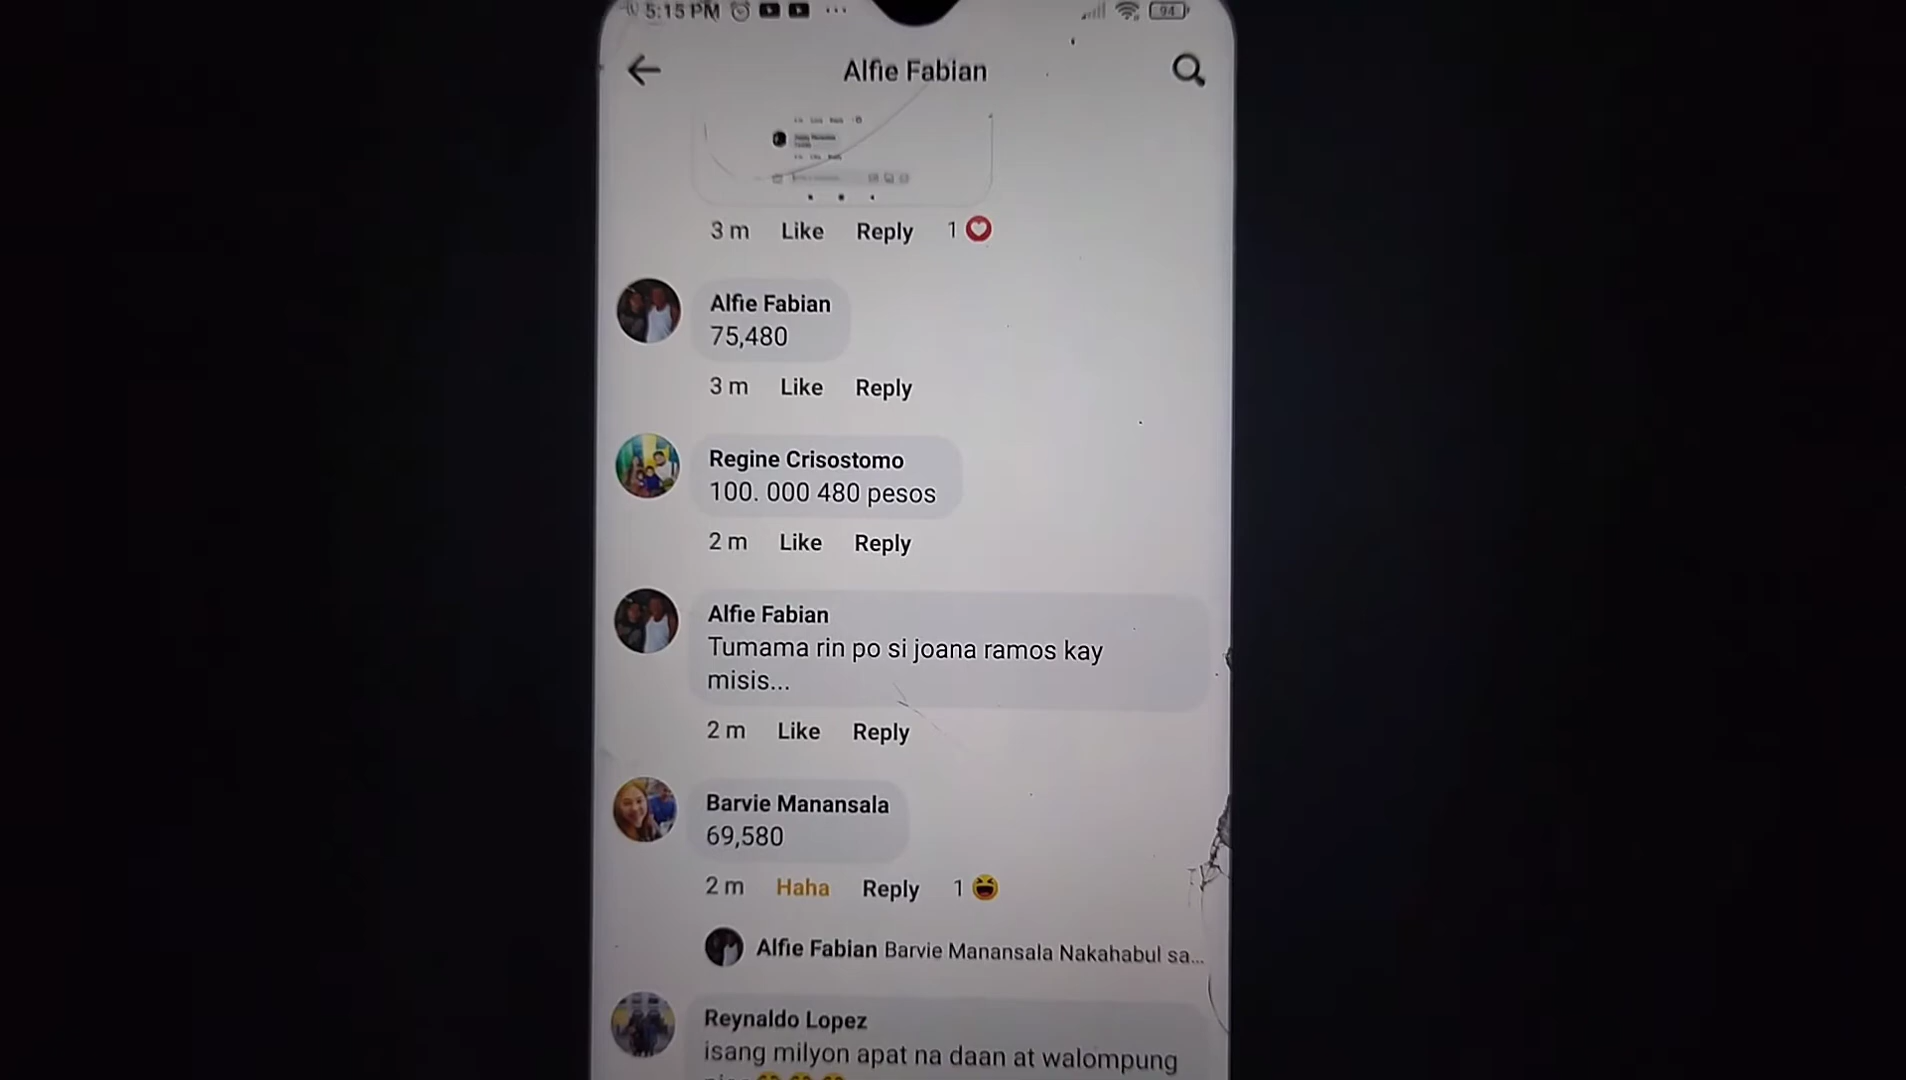 5:15 PM
94
Alfie Fabian
3 m Like Reply 1
Alfie Fabian
75,480
3 m Like Reply
Regine Crisostomo
100. 000 480 pesos
2 m Like Reply
Alfie Fabian
Tumama rin po si joana ramos kay
misis...
2 m Like Reply
Barvie Manansala
69,580
2 m Haha Reply 1
Alfie Fabian Barvie Manansala Nakahabul sa...
Reynaldo Lopez
isang milyon apat na daan at walompung